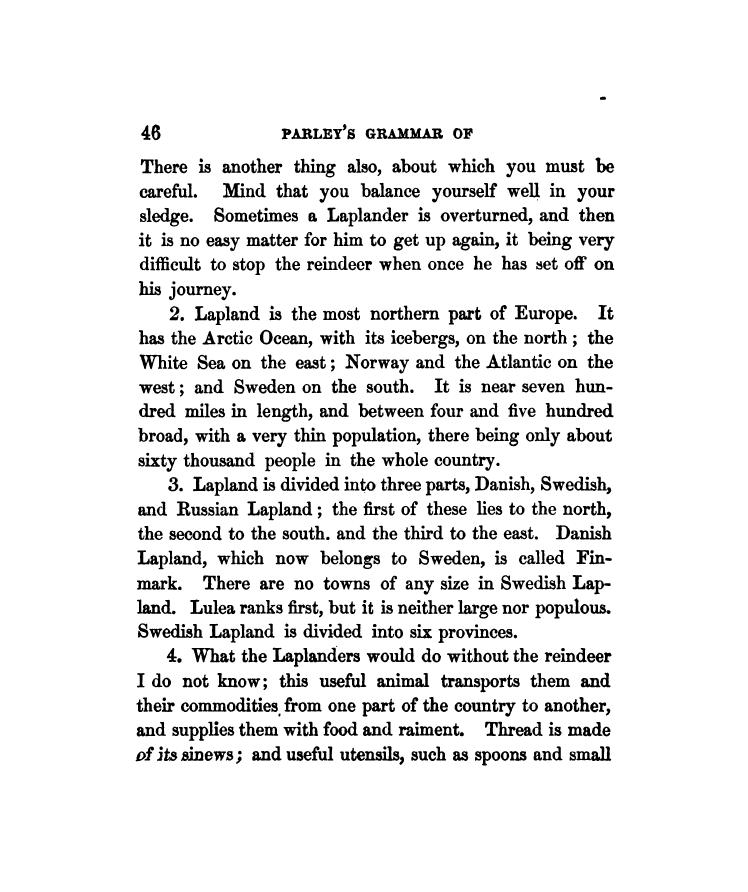 46 PARLEY'S GRAMMAR OF
There is another thing also, about which you must be
careful. Mind that you balance yourself well in your
sledge. Sometimes a Laplander is overturned, and then
it is no easy matter for him to get up again, it being very
difficult to stop the reindeer when once he has set off on
his journey.
2. Lapland is the most northern part of Europe. It
has the Arctic Ocean, with its icebergs, on the north; the
White Sea on the east; Norway and the Atlantic on the
west; and Sweden on the south. It is near seven hun-
dred miles in length, and between four and five hundred
broad, with a very thin population, there being only about
sixty thousand people in the whole country.
3. Lapland is divided into three parts, Danish, Swedish,
and Russian Lapland; the first of these lies to the north,
the second to the south. and the third to the east. Danish
Lapland, which now belongs to Sweden, is called Fin-
mark. There are no towns of any size in Swedish Lap-
land. Lulea ranks first, but it is neither large nor populous.
Swedish Lapland is divided into six provinces.
4. What the Laplanders would do without the reindeer
I do not know; this useful animal transports them and
their commodities from one part of the country to another,
and supplies them with food and raiment. Thread is made
of its sinews; and useful utensils, such as spoons and small